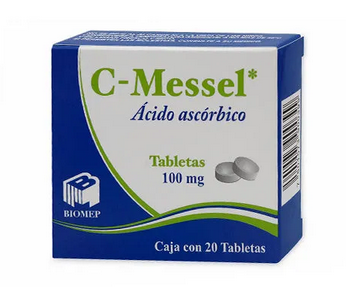 C-Messel*
Ácido ascórbico
Tabletas
100 mg
BIOMEP
Caja con 20 Tabletas